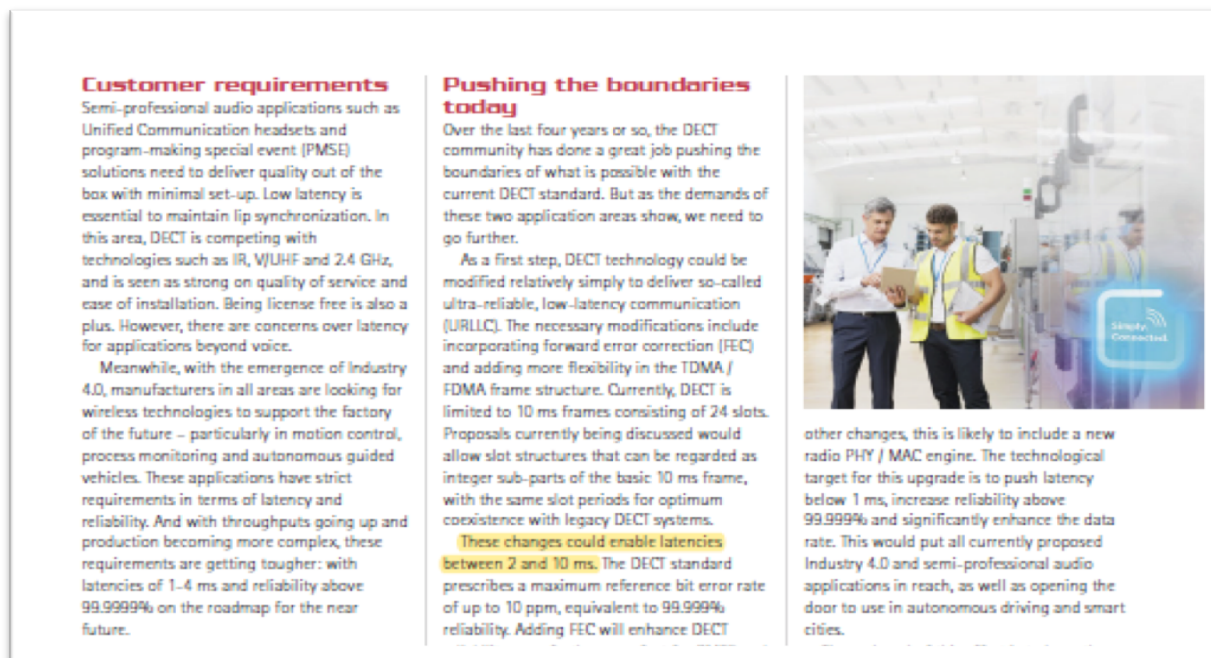 Customer requirements
Semi-professional audio applications such as
Unified Communication headsets and
program-making special event (PMSE)
solutions need to deliver quality out of the
box with minimal set-up. Low latency is
essential to maintain lip synchronization. In
this area, DECT is competing with
technologies such as IR, V/UHF and 2.4 GHz,
and is seen as strong on quality of service and
ease of installation. Being license free is also a
plus. However, there are concerns over latency
for applications beyond voice.
Meanwhile, with the emergence of Industry
4.0, manufacturers in all areas are looking for
wireless technologies to support the factory
of the future – particularly in motion control,
process monitoring and autonomous guided
vehicles. These applications have strict
requirements in terms of latency and
reliability. And with throughputs going up and
production becoming more complex, these
requirements are getting tougher: with
latencies of 1-4 ms and reliability above
99.9999% on the roadmap for the near
future.
Pushing the boundaries
today
Over the last four years or so, the DECT
community has done a great job pushing the
boundaries of what is possible with the
current DECT standard. But as the demands of
these two application areas show, we need to
go further.
As a first step, DECT technology could be
modified relatively simply to deliver so-called
ultra-reliable, low-latency communication
(URLLC). The necessary modifications include
incorporating forward error correction (FEC)
and adding more flexibility in the TDMA /
FDMA frame structure. Currently, DECT is
limited to 10 ms frames consisting of 24 slots.
Proposals currently being discussed would
allow slot structures that can be regarded as
integer sub-parts of the basic 10 ms frame,
with the same slot periods for optimum
coexistence with legacy DECT systems.
These changes could enable latencies
between 2 and 10 ms. The DECT standard
prescribes a maximum reference bit error rate
of up to 10 ppm, equivalent to 99.999%
reliability. Adding FEC will enhance DECT
Simply.
Connected.
other changes, this is likely to include a new
radio PHY / MAC engine. The technological
target for this upgrade is to push latency
below 1 ms, increase reliability above
99.999% and significantly enhance the data
rate. This would put all currently proposed
Industry 4.0 and semi-professional audio
applications in reach, as well as opening the
door to use in autonomous driving and smart
cities.